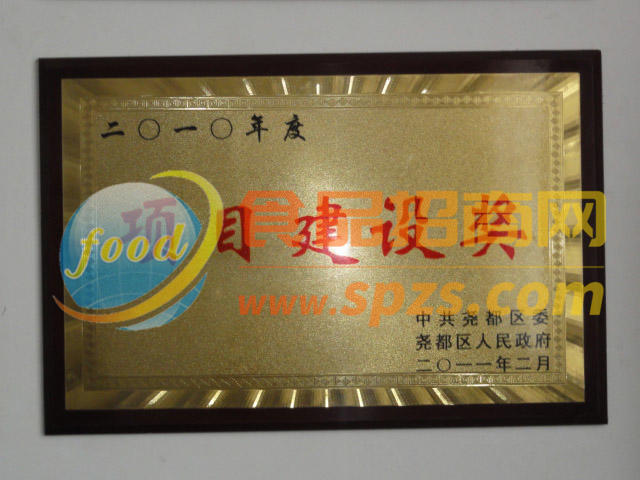 二〇一〇年度
项目建设奖
food
食品招商网
www.spzs.com
中共尧都区委
尧都区人民政府
二〇一一年二月